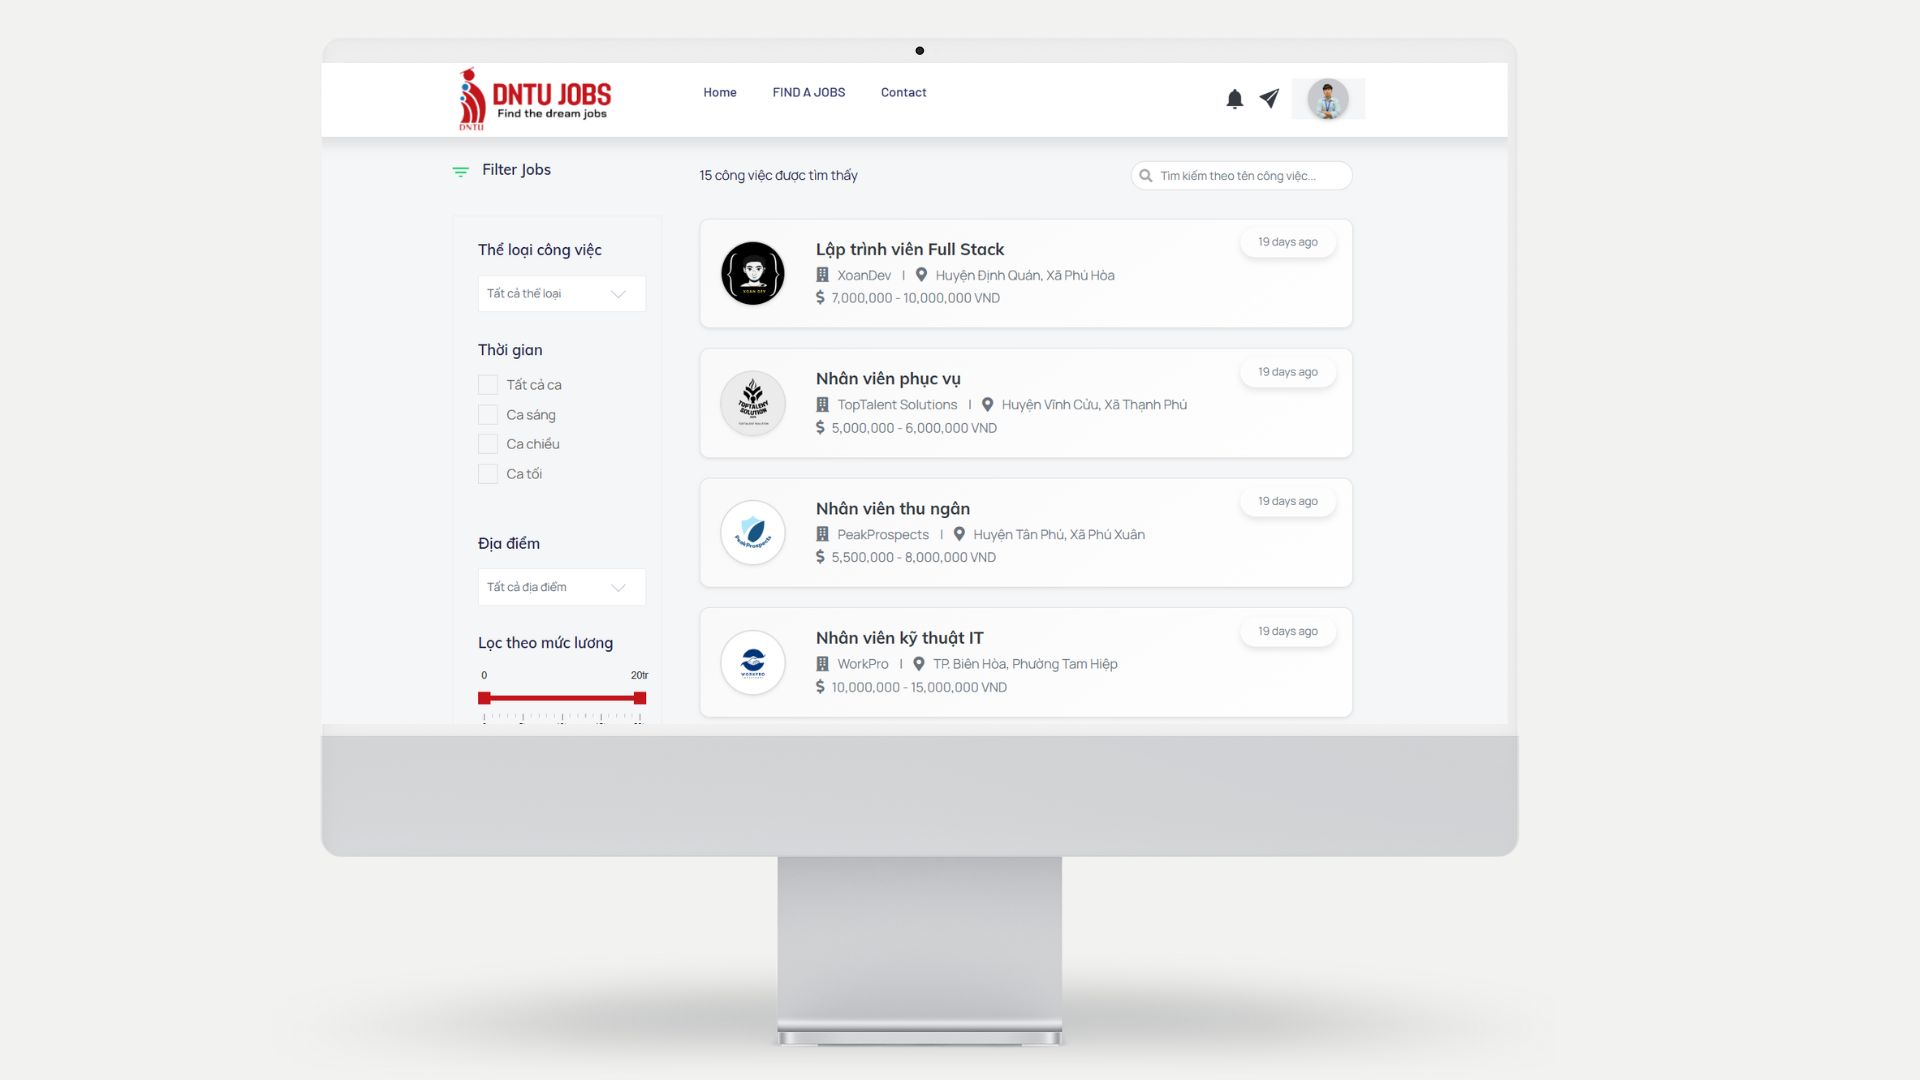 DNTU JOBS
Find the dream jobs
DNTU
Home
FIND A JOBS
Contact
Filter Jobs
15 công việc được tìm thấy
Tìm kiếm theo tên công việc...
Thể loại công việc
Tất cả thể loại
Thời gian
Tất cả ca
Ca sáng
Ca chiều
Ca tối
Địa điểm
Tất cả địa điểm
Lọc theo mức lương
0
20tr
Lập trình viên Full Stack
19 days ago
XOAN DEV
XoanDev | Huyện Định Quán, Xã Phú Hòa
$ 7,000,000 - 10,000,000 VND
Nhân viên phục vụ
19 days ago
TOPTALENT
SOLUTION
TopTalent Solutions | Huyện Vĩnh Cửu, Xã Thạnh Phú
$ 5,000,000 - 6,000,000 VND
Nhân viên thu ngân
19 days ago
PeakProspects
PeakProspects | Huyện Tân Phú, Xã Phú Xuân
$ 5,500,000 - 8,000,000 VND
Nhân viên kỹ thuật IT
19 days ago
WORKPRO
WorkPro | TP. Biên Hòa, Phường Tam Hiệp
$ 10,000,000 - 15,000,000 VND